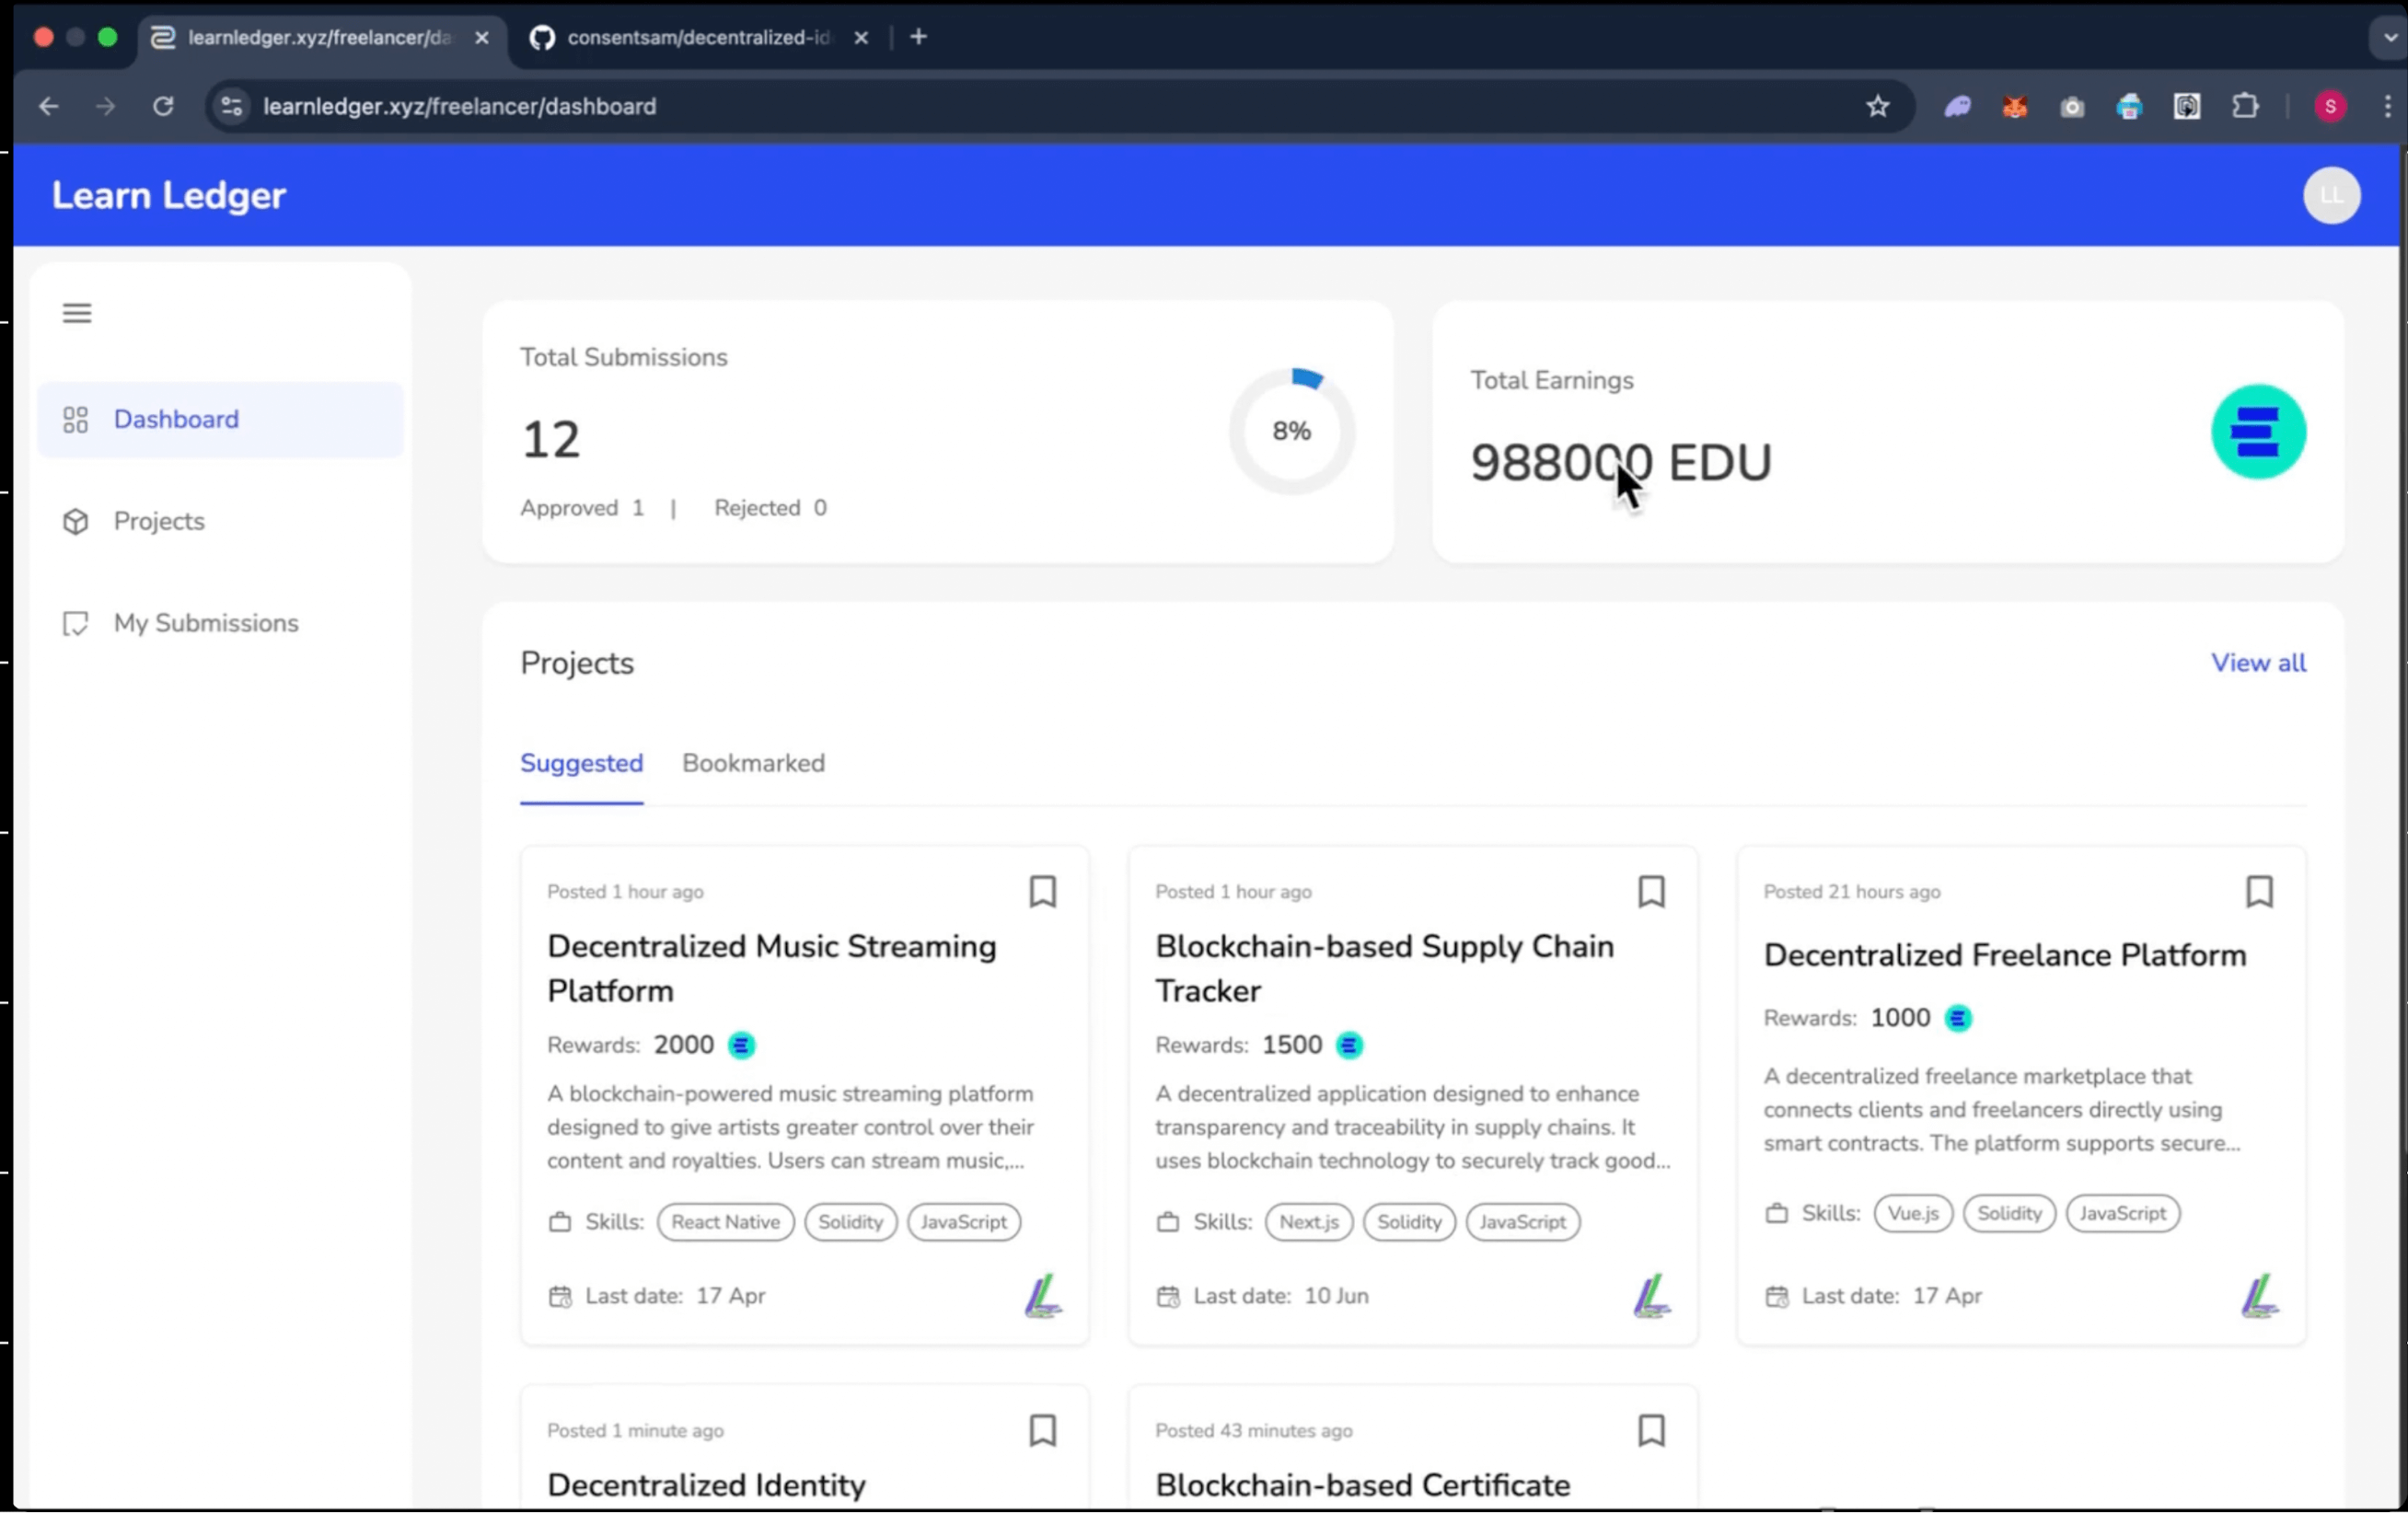 learnledger.xyz/freelancer/da
consentsam/decentralized-id
learnledger.xyz/freelancer/dashboard
S
Learn Ledger
LL
Dashboard
Projects
My Submissions
Total Submissions
12
Approved 1 | Rejected 0
8%
Total Earnings
988000 EDU
Projects
View all
Suggested
Bookmarked
Posted 1 hour ago
Decentralized Music Streaming
Platform
Rewards: 2000
A blockchain-powered music streaming platform
designed to give artists greater control over their
content and royalties. Users can stream music,...
Skills: React Native Solidity JavaScript
Last date: 17 Apr
Posted 1 hour ago
Blockchain-based Supply Chain
Tracker
Rewards: 1500
A decentralized application designed to enhance
transparency and traceability in supply chains. It
uses blockchain technology to securely track good...
Skills: Next.js Solidity JavaScript
Last date: 10 Jun
Posted 21 hours ago
Decentralized Freelance Platform
Rewards: 1000
A decentralized freelance marketplace that
connects clients and freelancers directly using
smart contracts. The platform supports secure...
Skills: Vue.js Solidity JavaScript
Last date: 17 Apr
Posted 1 minute ago
Decentralized Identity
Posted 43 minutes ago
Blockchain-based Certificate